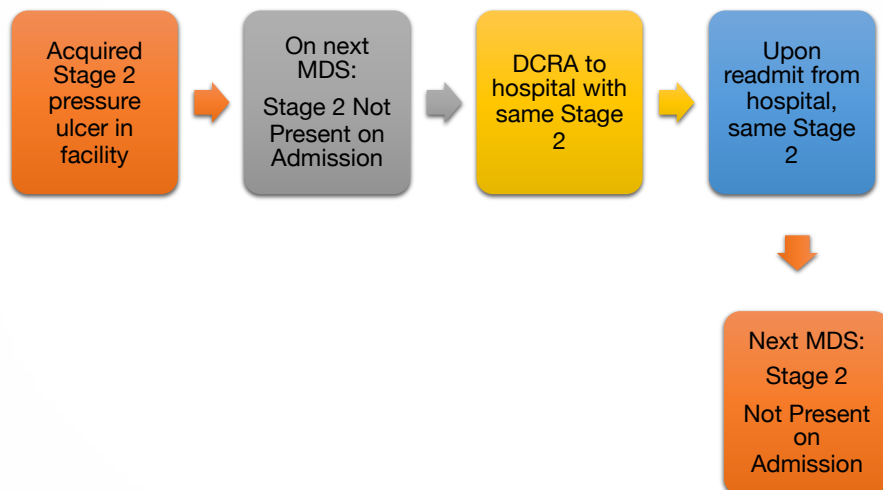 Acquired
Stage 2
pressure
ulcer in
facility
On next
MDS:
Stage 2 Not
Present on
Admission
DCRA to
hospital with
same Stage
2
Upon
readmit from
hospital,
same Stage
2
Next MDS:
Stage 2
Not Present
on
Admission